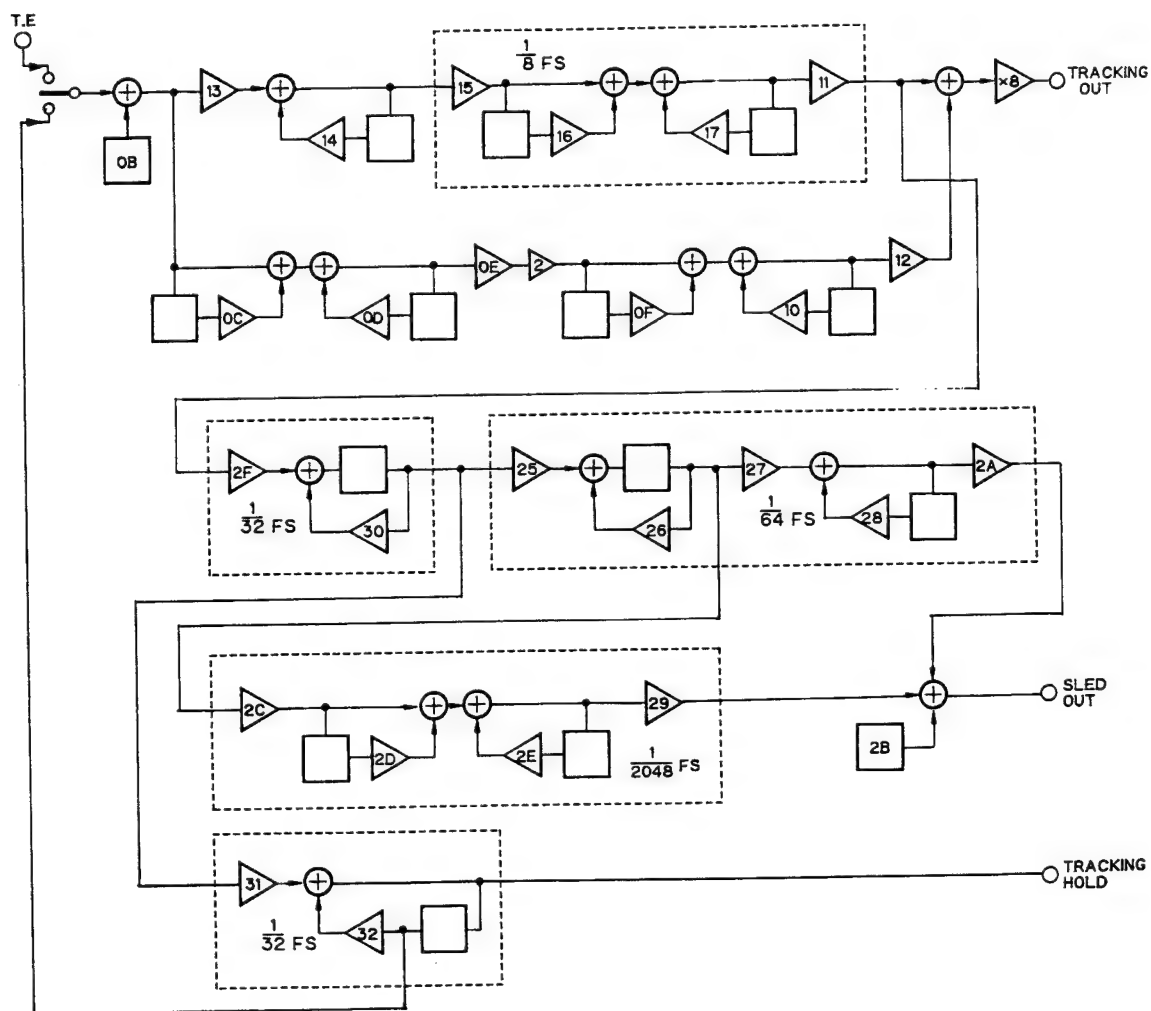 T.E
1/8 FS
13
15
11
×8
TRACKING
OUT
16
14
17
0B
0E
2
12
0C
0D
0F
10
2F
25
27
2A
1/32 FS
30
26
1/64 FS
28
2C
29
SLED
OUT
2D
2E
1/2048 FS
2B
31
TRACKING
HOLD
1/32 FS
32